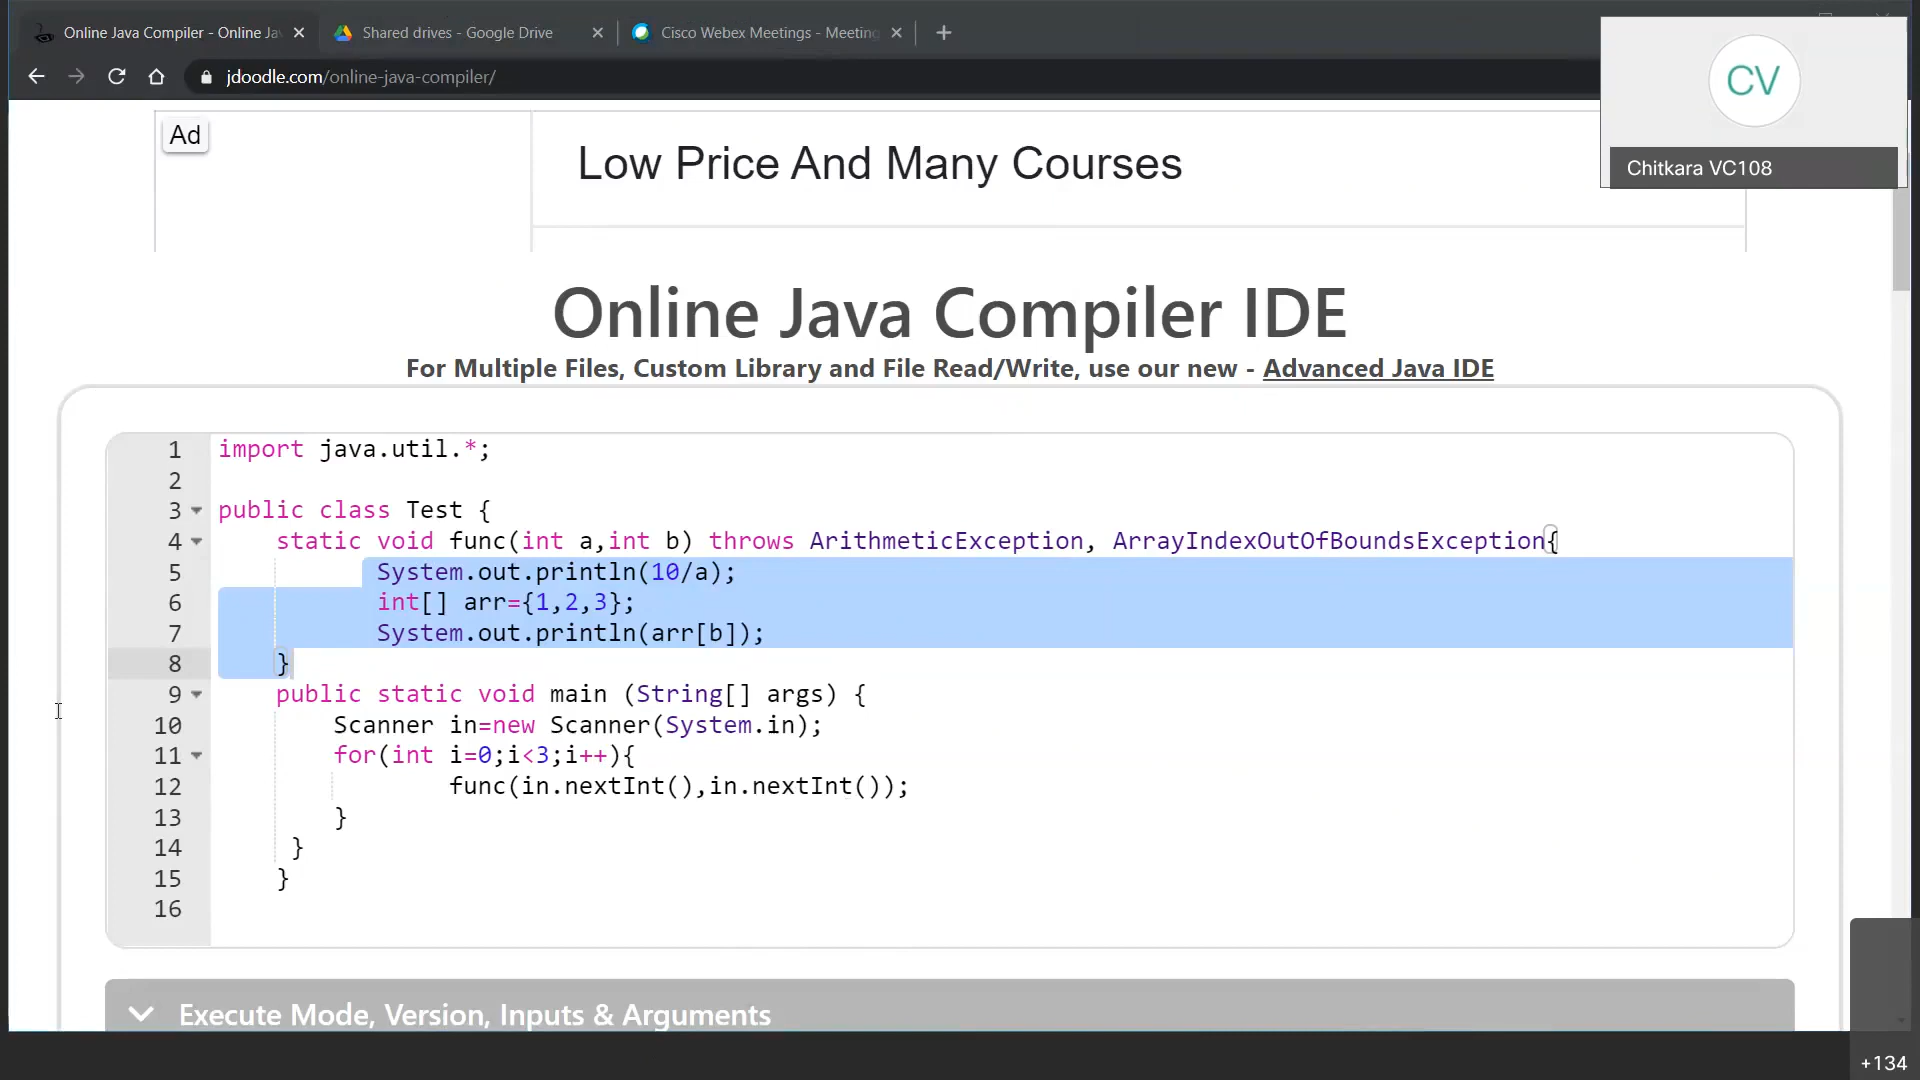 Online Java Compiler - Online Ja
Shared drives - Google Drive
Cisco Webex Meetings - Meeting
jdoodle.com/online-java-compiler/
CV
Chitkara VC108
Ad
Low Price And Many Courses
Online Java Compiler IDE
For Multiple Files, Custom Library and File Read/Write, use our new - Advanced Java IDE
1 import java.util.*;
2
3 public class Test {
4 static void func(int a,int b) throws ArithmeticException, ArrayIndexOutOfBoundsException{
5 System.out.println(10/a);
6 int[] arr={1,2,3};
7 System.out.println(arr[b]);
8 }
9 public static void main (String[] args) {
10 Scanner in=new Scanner(System.in);
11 for(int i=0;i<3;i++){
12 func(in.nextInt(),in.nextInt());
13 }
14 }
15 }
16
Execute Mode, Version, Inputs & Arguments
+134